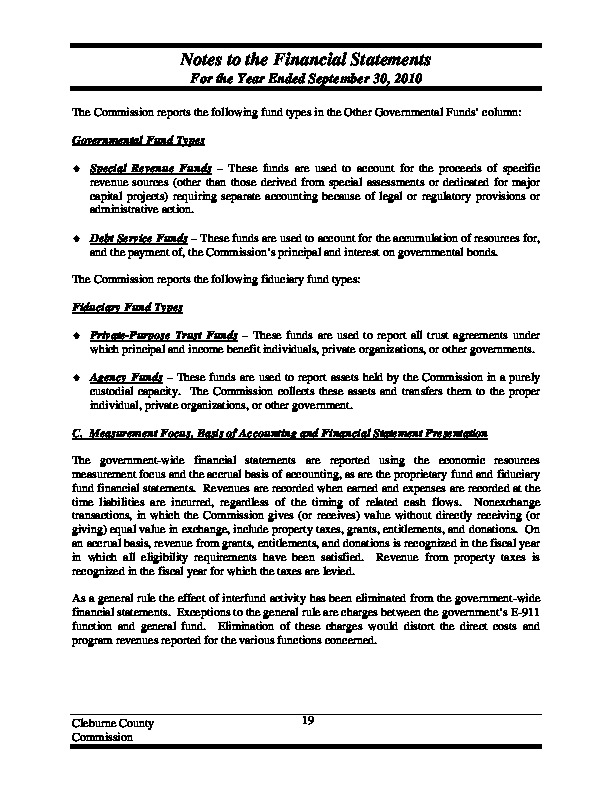 Notes to the Financial Statements
For the Year Ended September 30, 2010
The Commission reports the following fund types in the Other Governmental Funds' column:
Governmental Fund Types
♦ Special Revenue Funds – These funds are used to account for the proceeds of specific
revenue sources (other than those derived from special assessments or dedicated for major
capital projects) requiring separate accounting because of legal or regulatory provisions or
administrative action.
♦ Debt Service Funds – These funds are used to account for the accumulation of resources for,
and the payment of, the Commission's principal and interest on governmental bonds.
The Commission reports the following fiduciary fund types:
Fiduciary Fund Types
♦ Private-Purpose Trust Funds – These funds are used to report all trust agreements under
which principal and income benefit individuals, private organizations, or other governments.
♦ Agency Funds – These funds are used to report assets held by the Commission in a purely
custodial capacity. The Commission collects these assets and transfers them to the proper
individual, private organizations, or other government.
C. Measurement Focus, Basis of Accounting and Financial Statement Presentation
The government-wide financial statements are reported using the economic resources
measurement focus and the accrual basis of accounting, as are the proprietary fund and fiduciary
fund financial statements. Revenues are recorded when earned and expenses are recorded at the
time liabilities are incurred, regardless of the timing of related cash flows. Nonexchange
transactions, in which the Commission gives (or receives) value without directly receiving (or
giving) equal value in exchange, include property taxes, grants, entitlements, and donations. On
an accrual basis, revenue from grants, entitlements, and donations is recognized in the fiscal year
in which all eligibility requirements have been satisfied. Revenue from property taxes is
recognized in the fiscal year for which the taxes are levied.
As a general rule the effect of interfund activity has been eliminated from the government-wide
financial statements. Exceptions to the general rule are charges between the government's E-911
function and general fund. Elimination of these charges would distort the direct costs and
program revenues reported for the various functions concerned.
Cleburne County
Commission
19